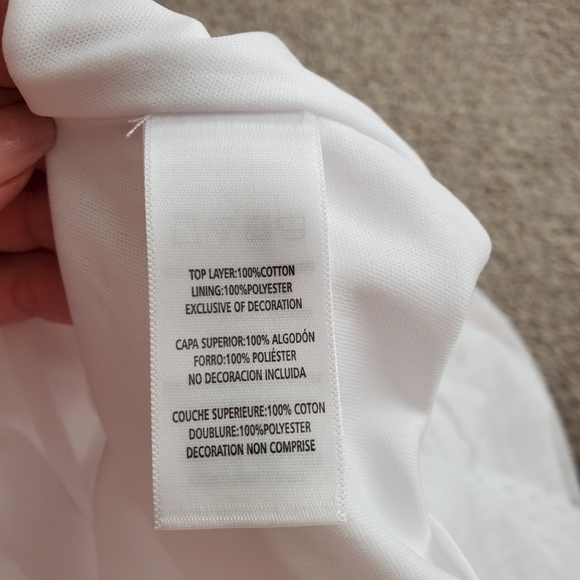 TOP LAYER:100%COTTON
LINING:100%POLYESTER
EXCLUSIVE OF DECORATION
CAPA SUPERIOR:100% ALGODÓN
FORRO:100% POLIÉSTER
NO DECORACION INCLUIDA
COUCHE SUPERIEURE:100% COTON
DOUBLURE:100%POLYESTER
DECORATION NON COMPRISE